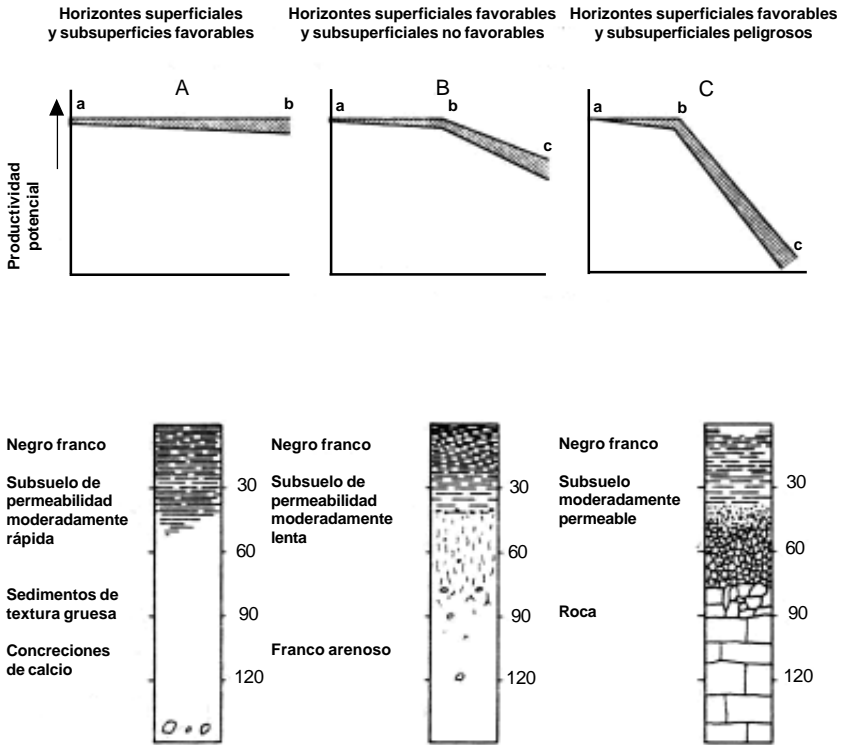 Horizontes superficiales
y subsuperficies favorables
Horizontes superficiales favorables
y subsuperficiales no favorables
Horizontes superficiales favorables
y subsuperficiales peligrosos
Productividad
potencial
A
a
b
B
a
b
c
C
a
b
c
Negro franco
Subsuelo de
permeabilidad
moderadamente
rápida
Sedimentos de
textura gruesa
Concreciones
de calcio
30
60
90
120
Negro franco
Subsuelo de
permeabilidad
moderadamente
lenta
Franco arenoso
30
60
90
120
Negro franco
Subsuelo
moderadamente
permeable
Roca
30
60
90
120